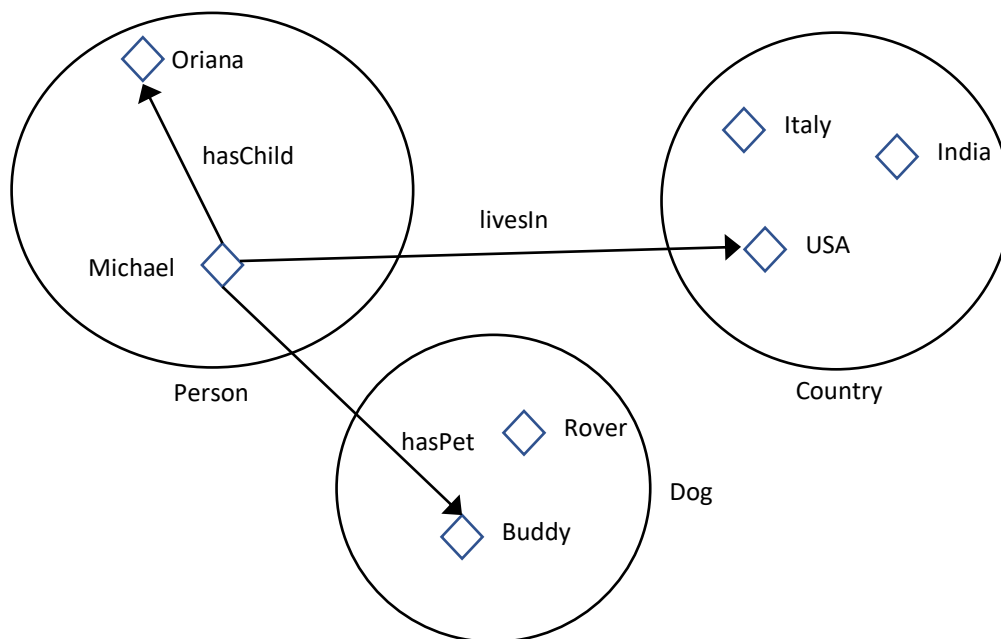 Oriana
Italy
India
hasChild
livesIn
USA
Michael
Person
Country
Rover
hasPet
Dog
Buddy